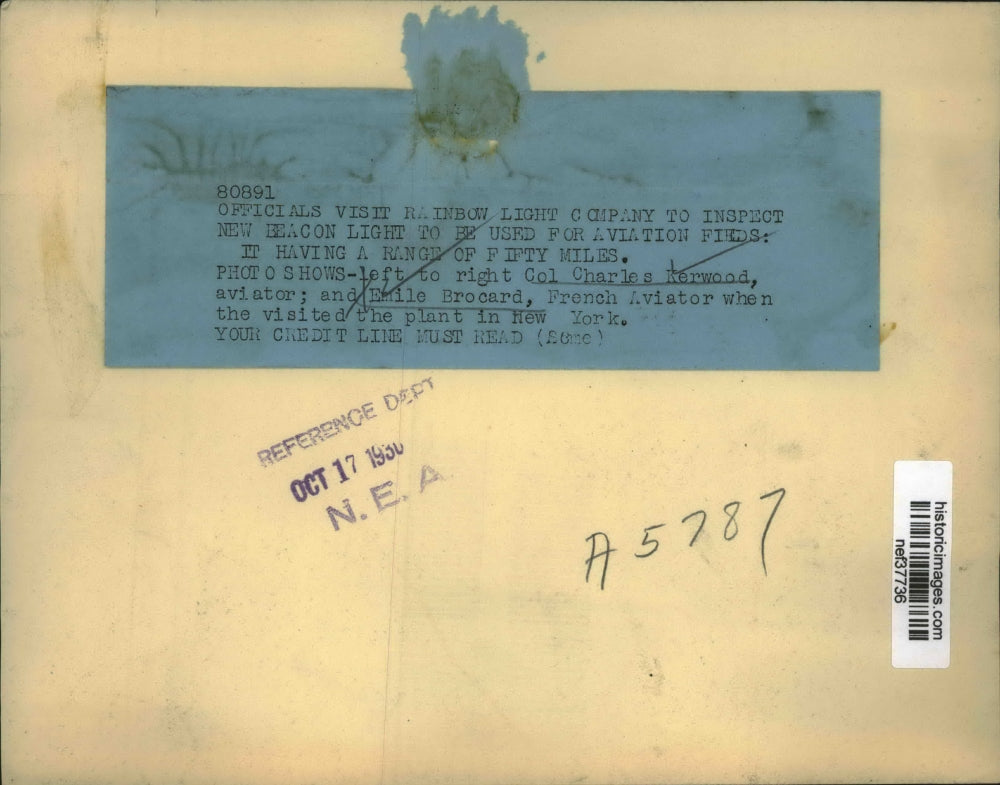 80891
OFFICIALS VISIT RAINBOW LIGHT COMPANY TO INSPECT
NEW BEACON LIGHT TO BE USED FOR AVIATION FIELDS:
IT HAVING A RANGE OF FIFTY MILES.
PHOTO SHOWS-left to right Col Charles Kerwood,
aviator; and Emile Brocard, French Aviator when
the visited the plant in New York.
YOUR CREDIT LINE MUST READ (Acme)
REFERENCE DEPT
OCT 17 1930
N. E. A
A5787
historicimages.com
nef37736